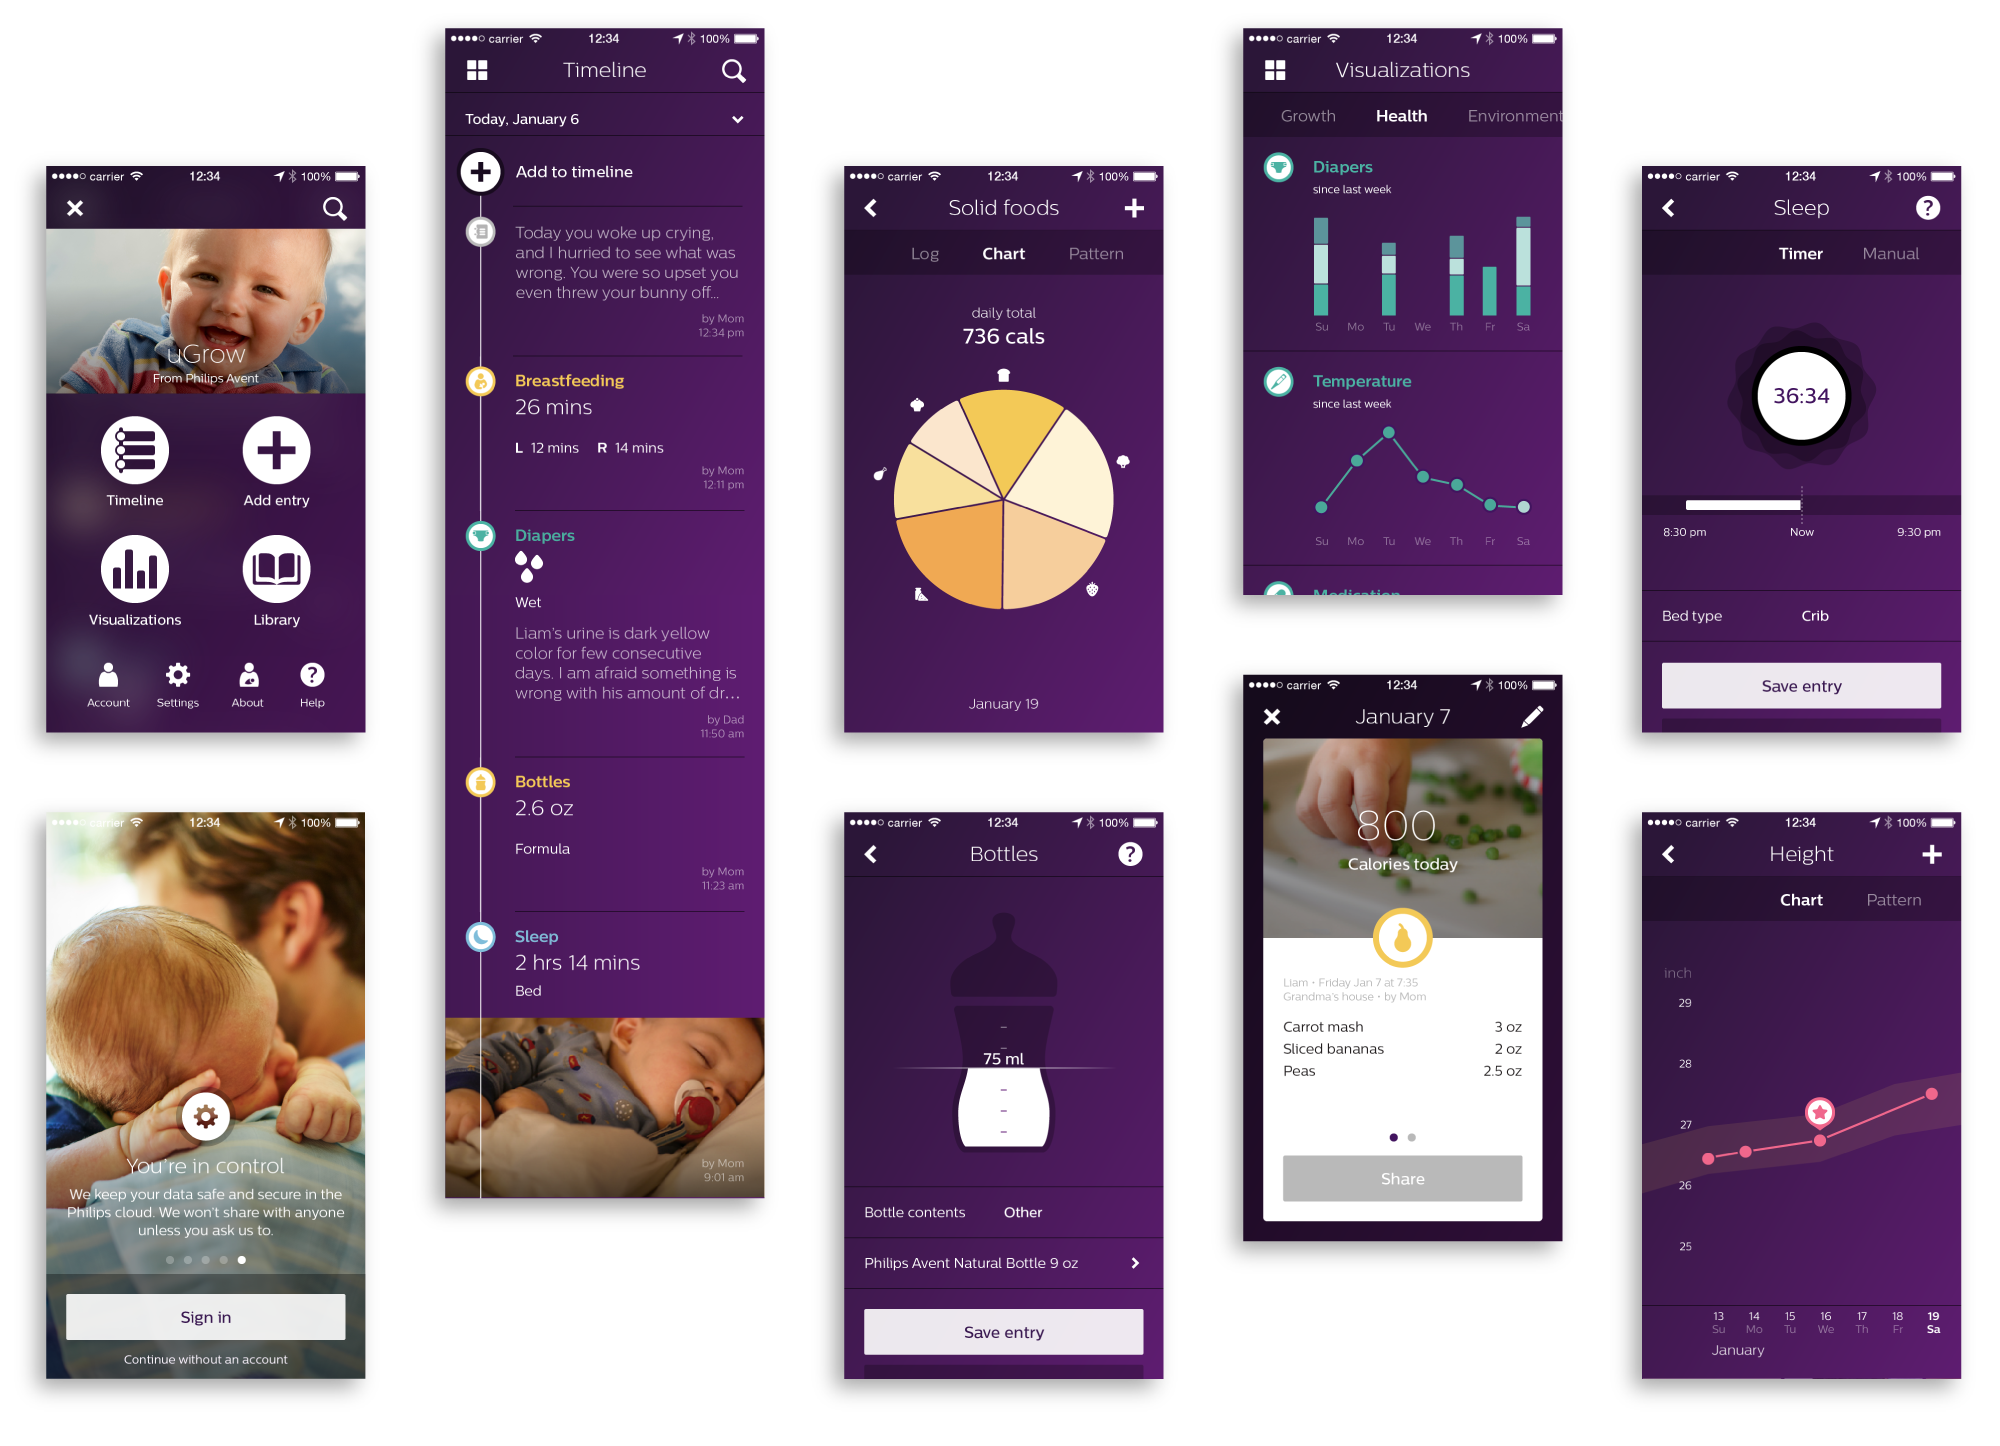 carrier 12:34 100%
uGrow
From Philips Avent
Timeline Add entry
Visualizations Library
Account Settings About Help
12:34 100%
You're in control
We keep your data safe and secure in the
Philips cloud. We won't share with anyone
unless you ask us to.
Sign in
Continue without an account
carrier 12:34 100%
Timeline
Today, January 6
Add to timeline
Today you woke up crying,
and I hurried to see what was
wrong. You were so upset you
even threw your bunny off...
by Mom
12:34 pm
Breastfeeding
26 mins
L 12 mins R 14 mins
by Mom
12:11 pm
Diapers
Wet
Liam's urine is dark yellow
color for few consecutive
days. I am afraid something is
wrong with his amount of dr...
by Dad
11:50 am
Bottles
2.6 oz
Formula
by Mom
11:23 am
Sleep
2 hrs 14 mins
Bed
by Mom
9:01 am
carrier 12:34 100%
Solid foods
Log Chart Pattern
daily total
736 cals
January 19
carrier 12:34 100%
Bottles
75 ml
Bottle contents Other
Philips Avent Natural Bottle 9 oz
Save entry
carrier 12:34 100%
Visualizations
Growth Health Environment
Diapers
since last week
Su Mo Tu We Th Fr Sa
Temperature
since last week
Su Mo Tu We Th Fr Sa
Medication
carrier 12:34 100%
January 7
800
Calories today
Liam • Friday Jan 7 at 7:35
Grandma's house • by Mom
Carrot mash 3 oz
Sliced bananas 2 oz
Peas 2.5 oz
Share
carrier 12:34 100%
Sleep
Timer Manual
36:34
8:30 pm Now 9:30 pm
Bed type Crib
Save entry
carrier 12:34 100%
Height
Chart Pattern
inch
29
28
27
26
25
13 14 15 16 17 18 19
Su Mo Tu We Th Fr Sa
January